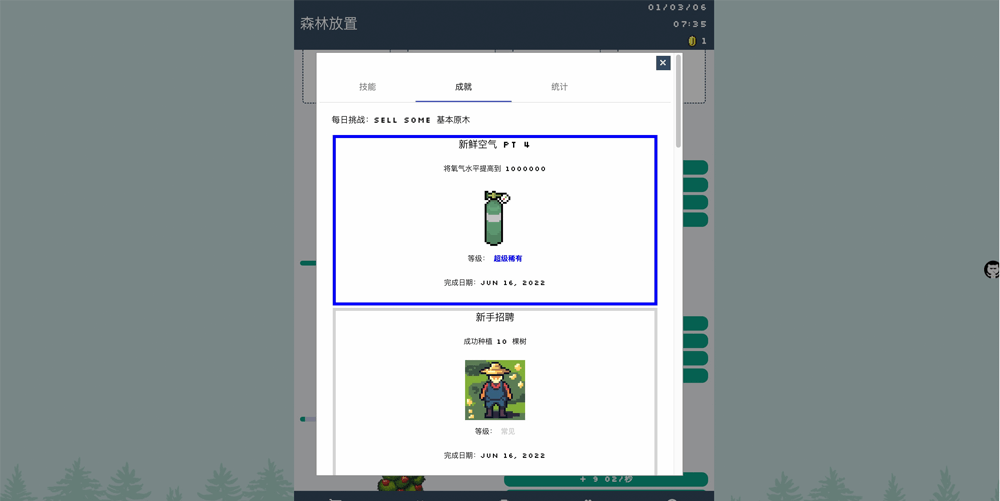 森林放置
01/03/06
07:35
1
技能 成就 统计
每日挑战: SELL SOME 基本原木
新鲜空气 PT 4
将氧气水平提高到 1000000
等级: 超级稀有
完成日期: JUN 16, 2022
新手招聘
成功种植 10 棵树
等级: 常见
完成日期: JUN 16, 2022